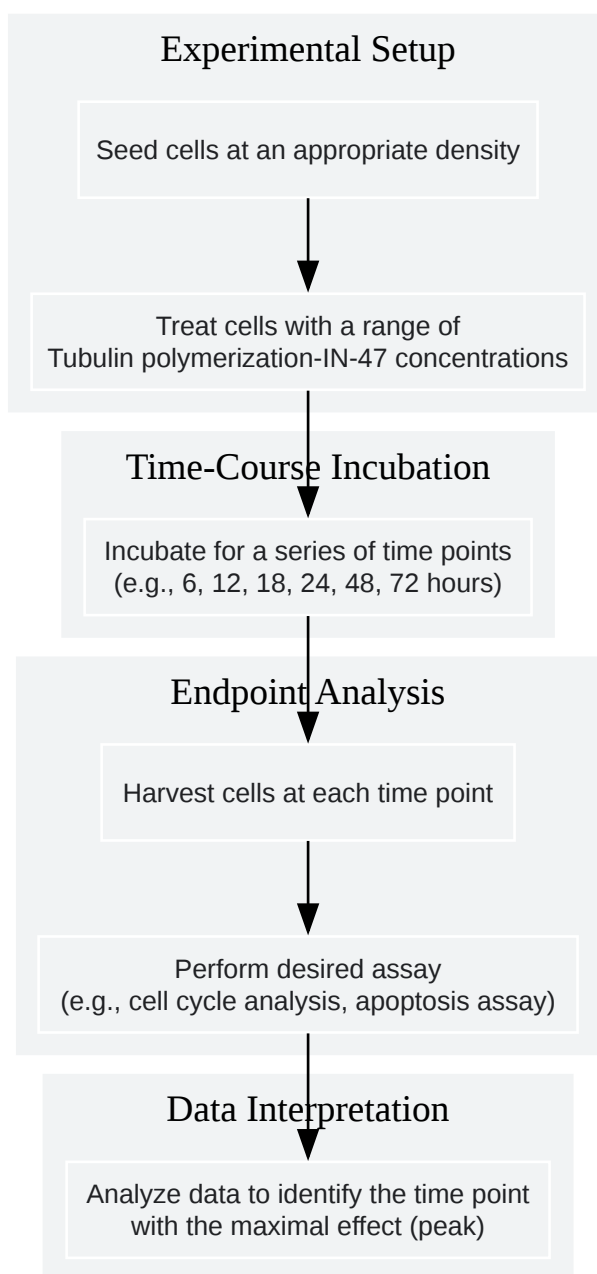 Experimental Setup
Seed cells at an appropriate density
Treat cells with a range of
Tubulin polymerization-IN-47 concentrations
Time-Course Incubation
Incubate for a series of time points
(e.g., 6, 12, 18, 24, 48, 72 hours)
Endpoint Analysis
Harvest cells at each time point
Perform desired assay
(e.g., cell cycle analysis, apoptosis assay)
Data Interpretation
Analyze data to identify the time point
with the maximal effect (peak)